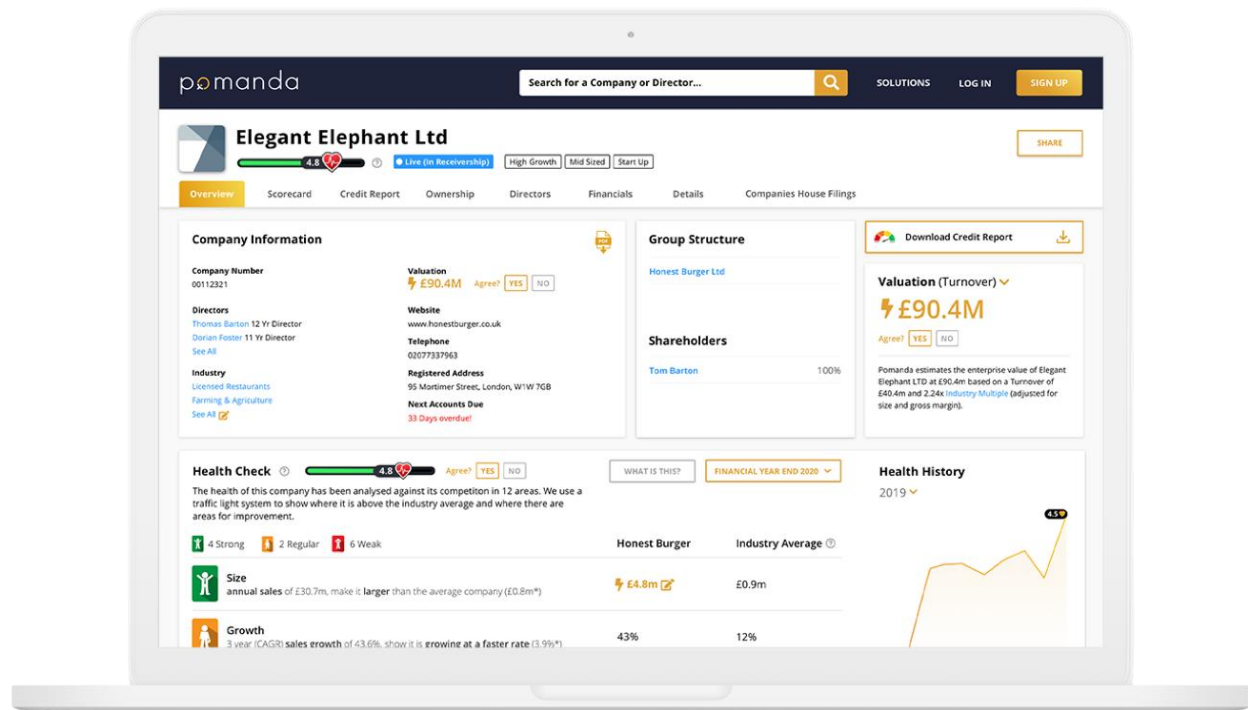 pomanda
Search for a Company or Director...
SOLUTIONS
LOG IN
SIGN UP
Elegant Elephant Ltd
4.8
Live (In Receivership)
High Growth
Mid Sized
Start Up
SHARE
Overview
Scorecard
Credit Report
Ownership
Directors
Financials
Details
Companies House Filings
Company Information
PDF
Company Number
00112321
Directors
Thomas Barton 12 Yr Director
Dorian Foster 11 Yr Director
See All
Industry
Licensed Restaurants
Farming & Agriculture
See All
Valuation
£90.4M Agree? YES NO
Website
www.honestburger.co.uk
Telephone
02077337963
Registered Address
95 Mortimer Street, London, W1W 7GB
Next Accounts Due
33 Days overdue!
Group Structure
Honest Burger Ltd
Shareholders
Tom Barton 100%
Download Credit Report
Valuation (Turnover)
£90.4M
Agree? YES NO
Pomanda estimates the enterprise value of Elegant
Elephant LTD at £90.4m based on a Turnover of
£40.4m and 2.24x Industry Multiple (adjusted for
size and gross margin).
Health Check ? 4.8 Agree? YES NO
WHAT IS THIS?
FINANCIAL YEAR END 2020
The health of this company has been analysed against its competiton in 12 areas. We use a
traffic light system to show where it is above the industry average and where there are
areas for improvement.
4 Strong 2 Regular 6 Weak
Honest Burger
Industry Average ?
Size
annual sales of £30.7m, make it larger than the average company (£0.8m*)
£4.8m
£0.9m
Growth
3 year (CAGR) sales growth of 43.6%, show it is growing at a faster rate (3.9%*)
43%
12%
Health History
2019
4.5